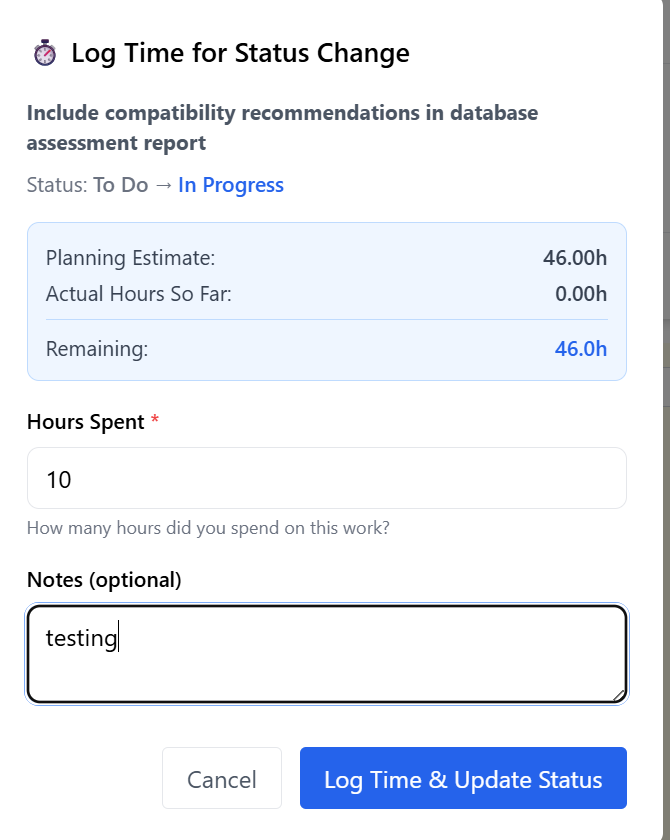 Log Time for Status Change
Include compatibility recommendations in database
assessment report
Status: To Do → In Progress
Planning Estimate: 46.00h
Actual Hours So Far: 0.00h
Remaining: 46.0h
Hours Spent *
10
How many hours did you spend on this work?
Notes (optional)
testing
Cancel Log Time & Update Status